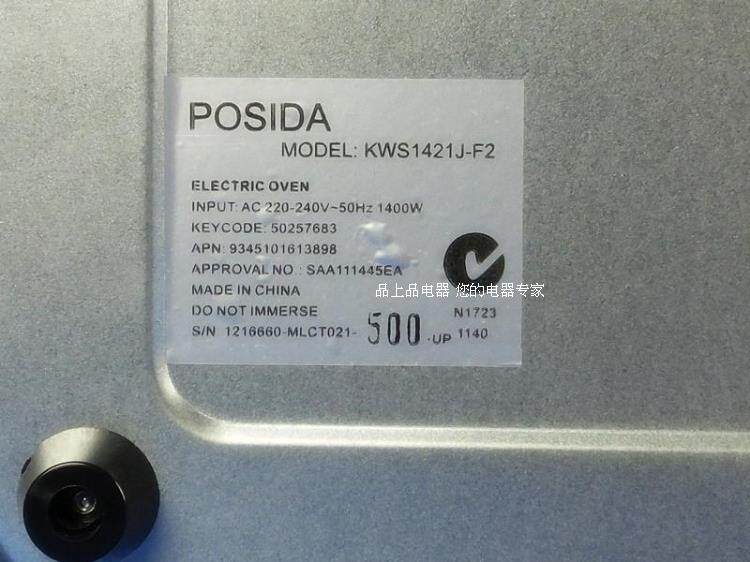 POSIDA
MODEL: KWS1421J-F2
ELECTRIC OVEN
INPUT: AC 220-240V~50Hz 1400W
KEYCODE: 50257683
APN: 9345101613898
APPROVAL NO.: SAA111445EA
品上品电器 您的电器专家
MADE IN CHINA
DO NOT IMMERSE
N1723
S/N 1216660-MLCT021- 500 -UP 1140